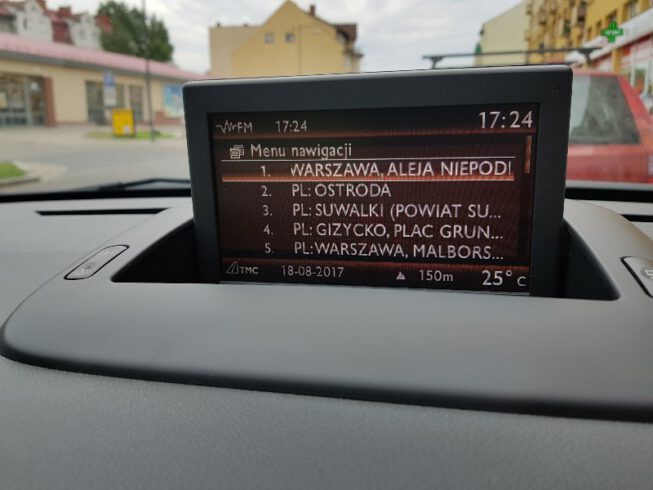 FM 17:24 17:24
Menu nawigacji
1. WARSZAWA, ALEJA NIEPODL
2. PL: OSTRODA
3. PL: SUWALKI (POWIAT SU...
4. PL: GIZYCKO, PLAC GRUN...
5. PL:WARSZAWA, MALBORS...
TMC 18-08-2017 150m 25° C